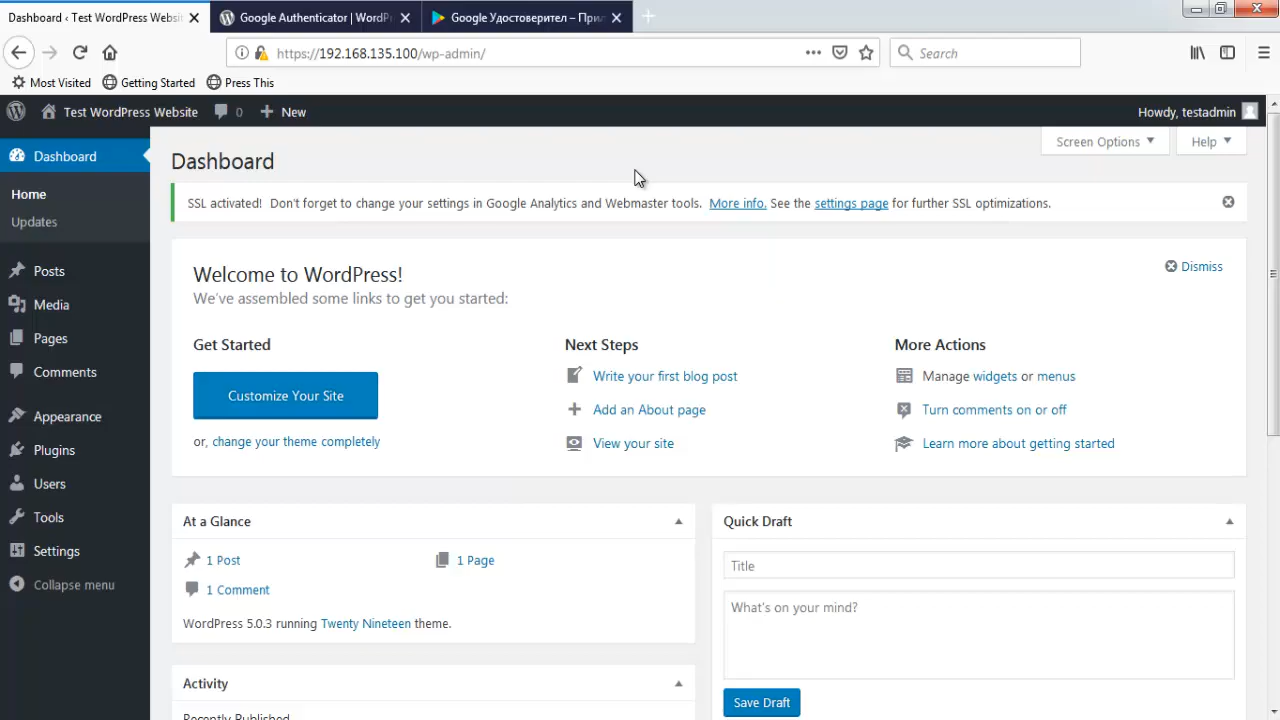 Dashboard ‹ Test WordPress Websit
Google Authenticator | WordP
Google Удостоверител – При
https://192.168.135.100/wp-admin/
Search
Most Visited
Getting Started
Press This
Test WordPress Website
0
New
Howdy, testadmin
Dashboard
Home
Updates
Posts
Media
Pages
Comments
Appearance
Plugins
Users
Tools
Settings
Collapse menu
Screen Options
Help
Dashboard
SSL activated! Don't forget to change your settings in Google Analytics and Webmaster tools. More info. See the settings page for further SSL optimizations.
Welcome to WordPress!
We've assembled some links to get you started:
Dismiss
Get Started
Customize Your Site
or, change your theme completely
Next Steps
Write your first blog post
Add an About page
View your site
More Actions
Manage widgets or menus
Turn comments on or off
Learn more about getting started
At a Glance
1 Post
1 Page
1 Comment
WordPress 5.0.3 running Twenty Nineteen theme.
Activity
Recently Published
Quick Draft
Title
What's on your mind?
Save Draft